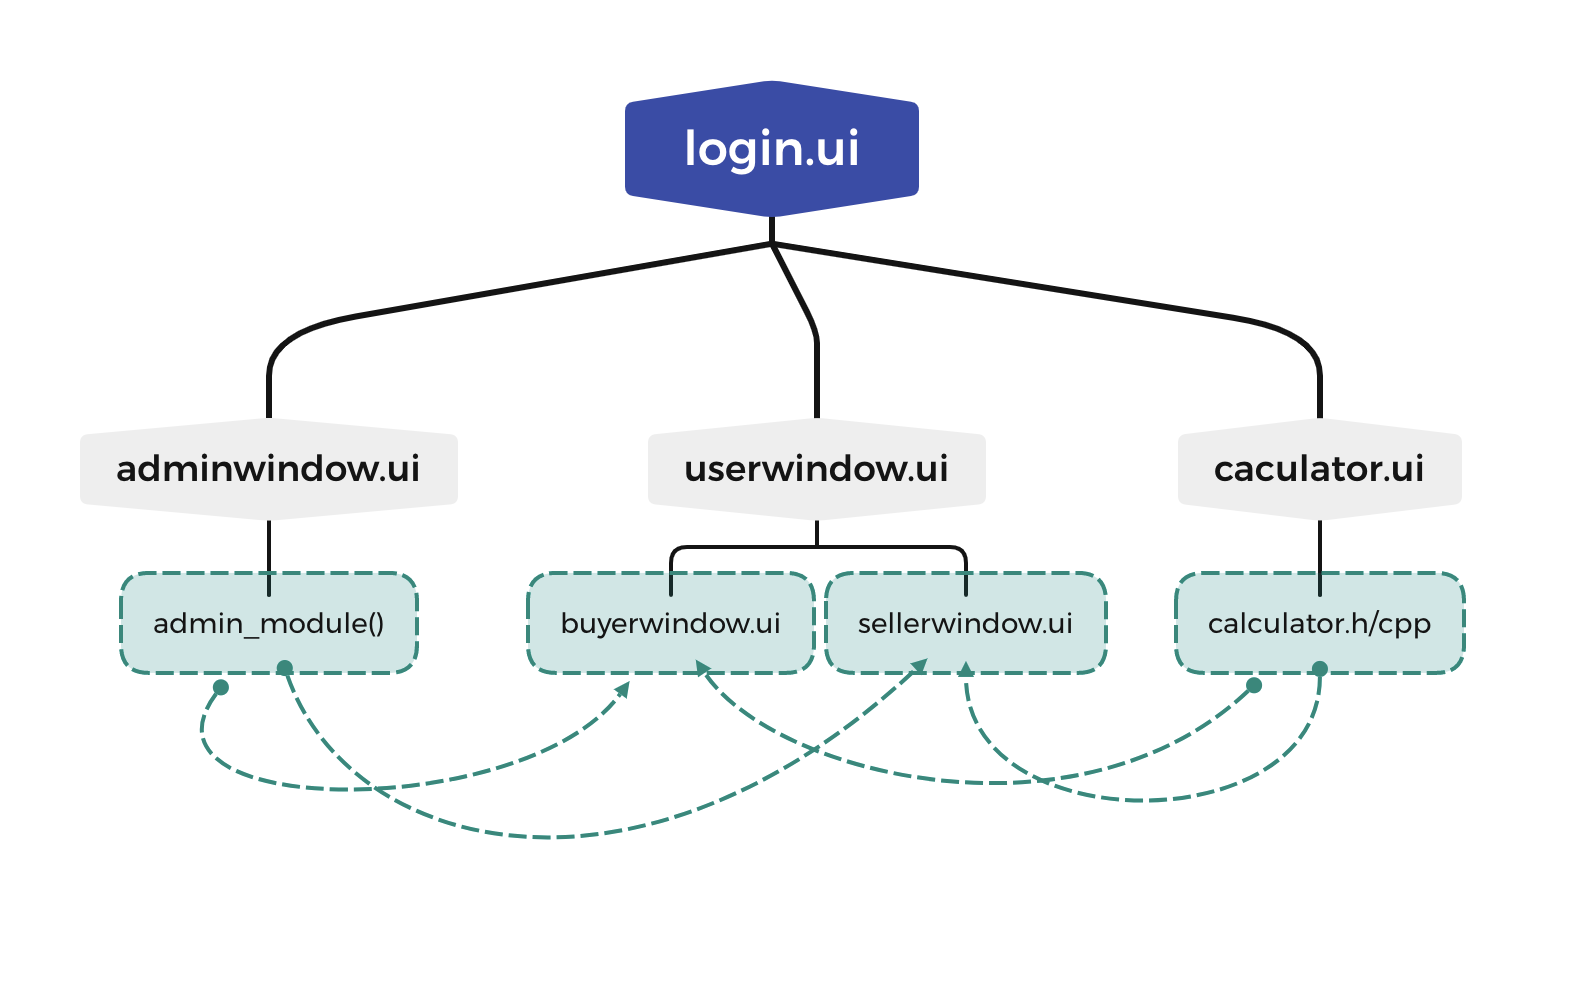 login.ui
adminwindow.ui
userwindow.ui
caculator.ui
admin_module()
buyerwindow.ui
sellerwindow.ui
calculator.h/cpp